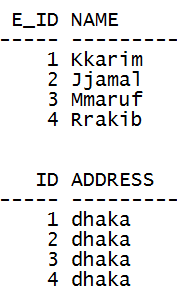 E_ID NAME
----- ---------
1 Kkarim
2 Jjamal
3 Mmaruf
4 Rrakib
ID ADDRESS
----- ---------
1 dhaka
2 dhaka
3 dhaka
4 dhaka